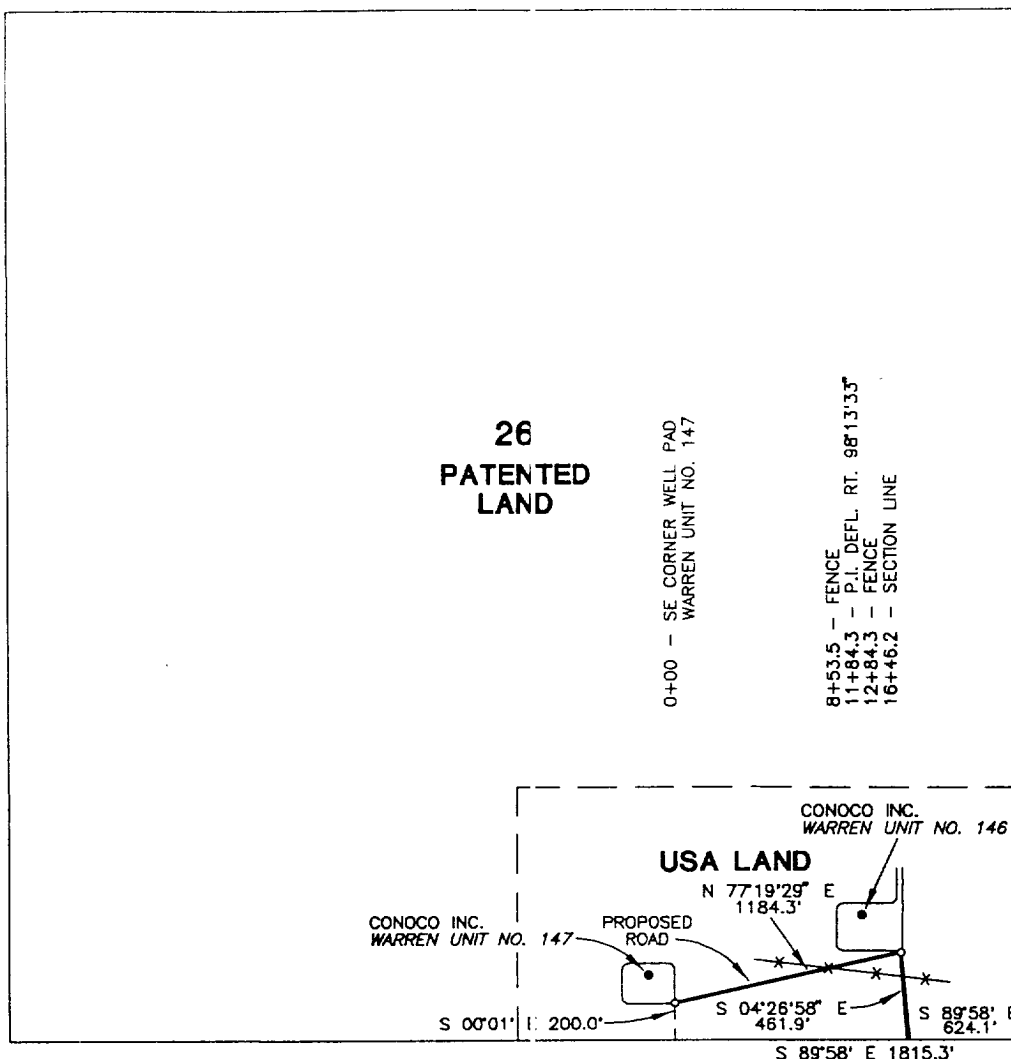 26
PATENTED
LAND
0+00 - SE CORNER WELL PAD
WARREN UNIT NO. 147
8+53.5 - FENCE
11+84.3 - P.I. DEFL. RT. 98°13'33"
12+84.3 - FENCE
16+46.2 - SECTION LINE
CONOCO INC.
WARREN UNIT NO. 146
USA LAND
N 77°19'29" E
1184.3'
CONOCO INC.
WARREN UNIT NO. 147
PROPOSED
ROAD
S 00°01' E 200.0'
S 04°26'58" E
461.9'
S 89°58' E
624.1'
S 89°58' E 1815.3'